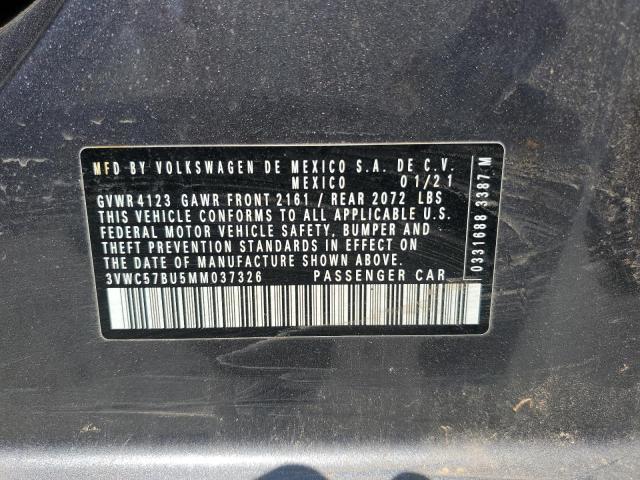 MFD BY VOLKSWAGEN DE MEXICO S.A. DE C.V.
MEXICO 01/21
GVWR 4123 GAWR FRONT 2161 / REAR 2072 LBS
THIS VEHICLE CONFORMS TO ALL APPLICABLE U.S.
FEDERAL MOTOR VEHICLE SAFETY, BUMPER AND
THEFT PREVENTION STANDARDS IN EFFECT ON
THE DATE OF MANUFACTURE SHOWN ABOVE.
3VWC57BU5MM037326 PASSENGER CAR
0331688 3387 M